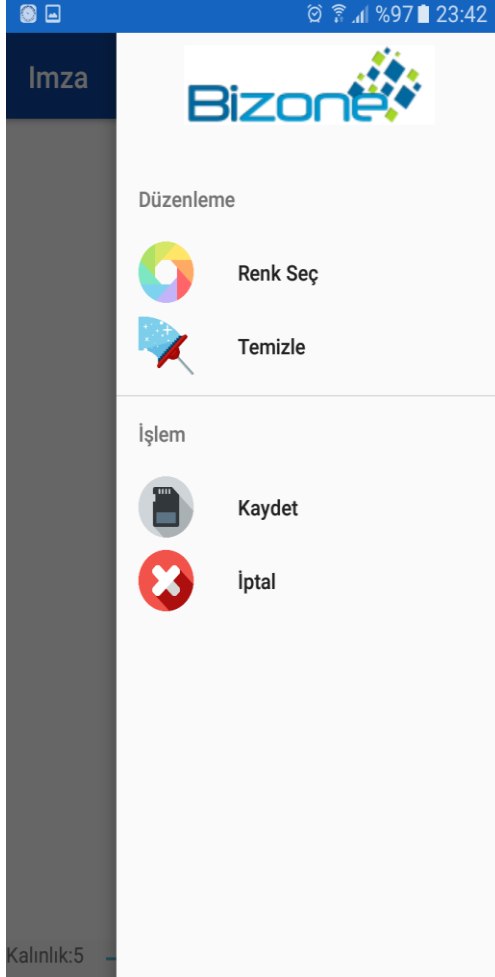 %97 23:42
Imza
Bizone
Düzenleme
Renk Seç
Temizle
İşlem
Kaydet
İptal
Kalınlık:5